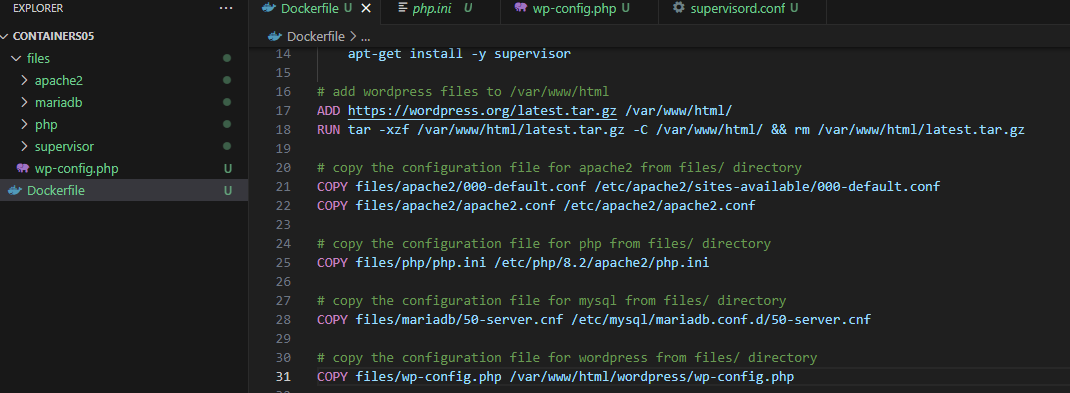 EXPLORER ...
CONTAINERS05
files
apache2
mariadb
php
supervisor
wp-config.php U
Dockerfile U
Dockerfile U php.ini U wp-config.php U supervisord.conf U
Dockerfile > ...
14 apt-get install -y supervisor
15
16 # add wordpress files to /var/www/html
17 ADD https://wordpress.org/latest.tar.gz /var/www/html/
18 RUN tar -xzf /var/www/html/latest.tar.gz -C /var/www/html/ && rm /var/www/html/latest.tar.gz
19
20 # copy the configuration file for apache2 from files/ directory
21 COPY files/apache2/000-default.conf /etc/apache2/sites-available/000-default.conf
22 COPY files/apache2/apache2.conf /etc/apache2/apache2.conf
23
24 # copy the configuration file for php from files/ directory
25 COPY files/php/php.ini /etc/php/8.2/apache2/php.ini
26
27 # copy the configuration file for mysql from files/ directory
28 COPY files/mariadb/50-server.cnf /etc/mysql/mariadb.conf.d/50-server.cnf
29
30 # copy the configuration file for wordpress from files/ directory
31 COPY files/wp-config.php /var/www/html/wordpress/wp-config.php